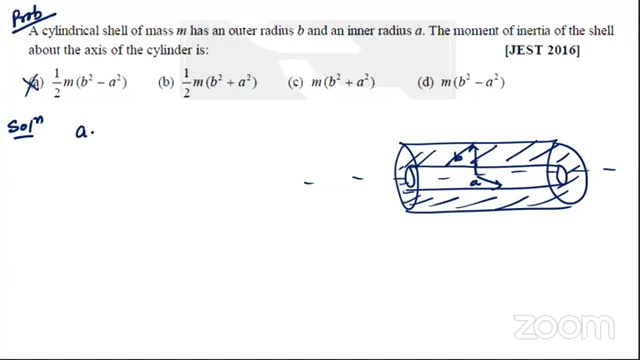 Prob
A cylindrical shell of mass m has an outer radius b and an inner radius a. The moment of inertia of the shell
about the axis of the cylinder is: [JEST 2016]
(a) 1/2 m(b² − a²) (b) 1/2 m(b² + a²) (c) m(b² + a²) (d) m(b² − a²)
Solⁿ a.
b
a
zoom